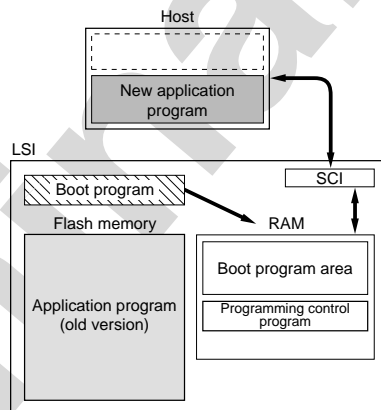 Host
New application
program
LSI
SCI
Boot program
Flash memory
RAM
Boot program area
Application program
(old version)
Programming control
program